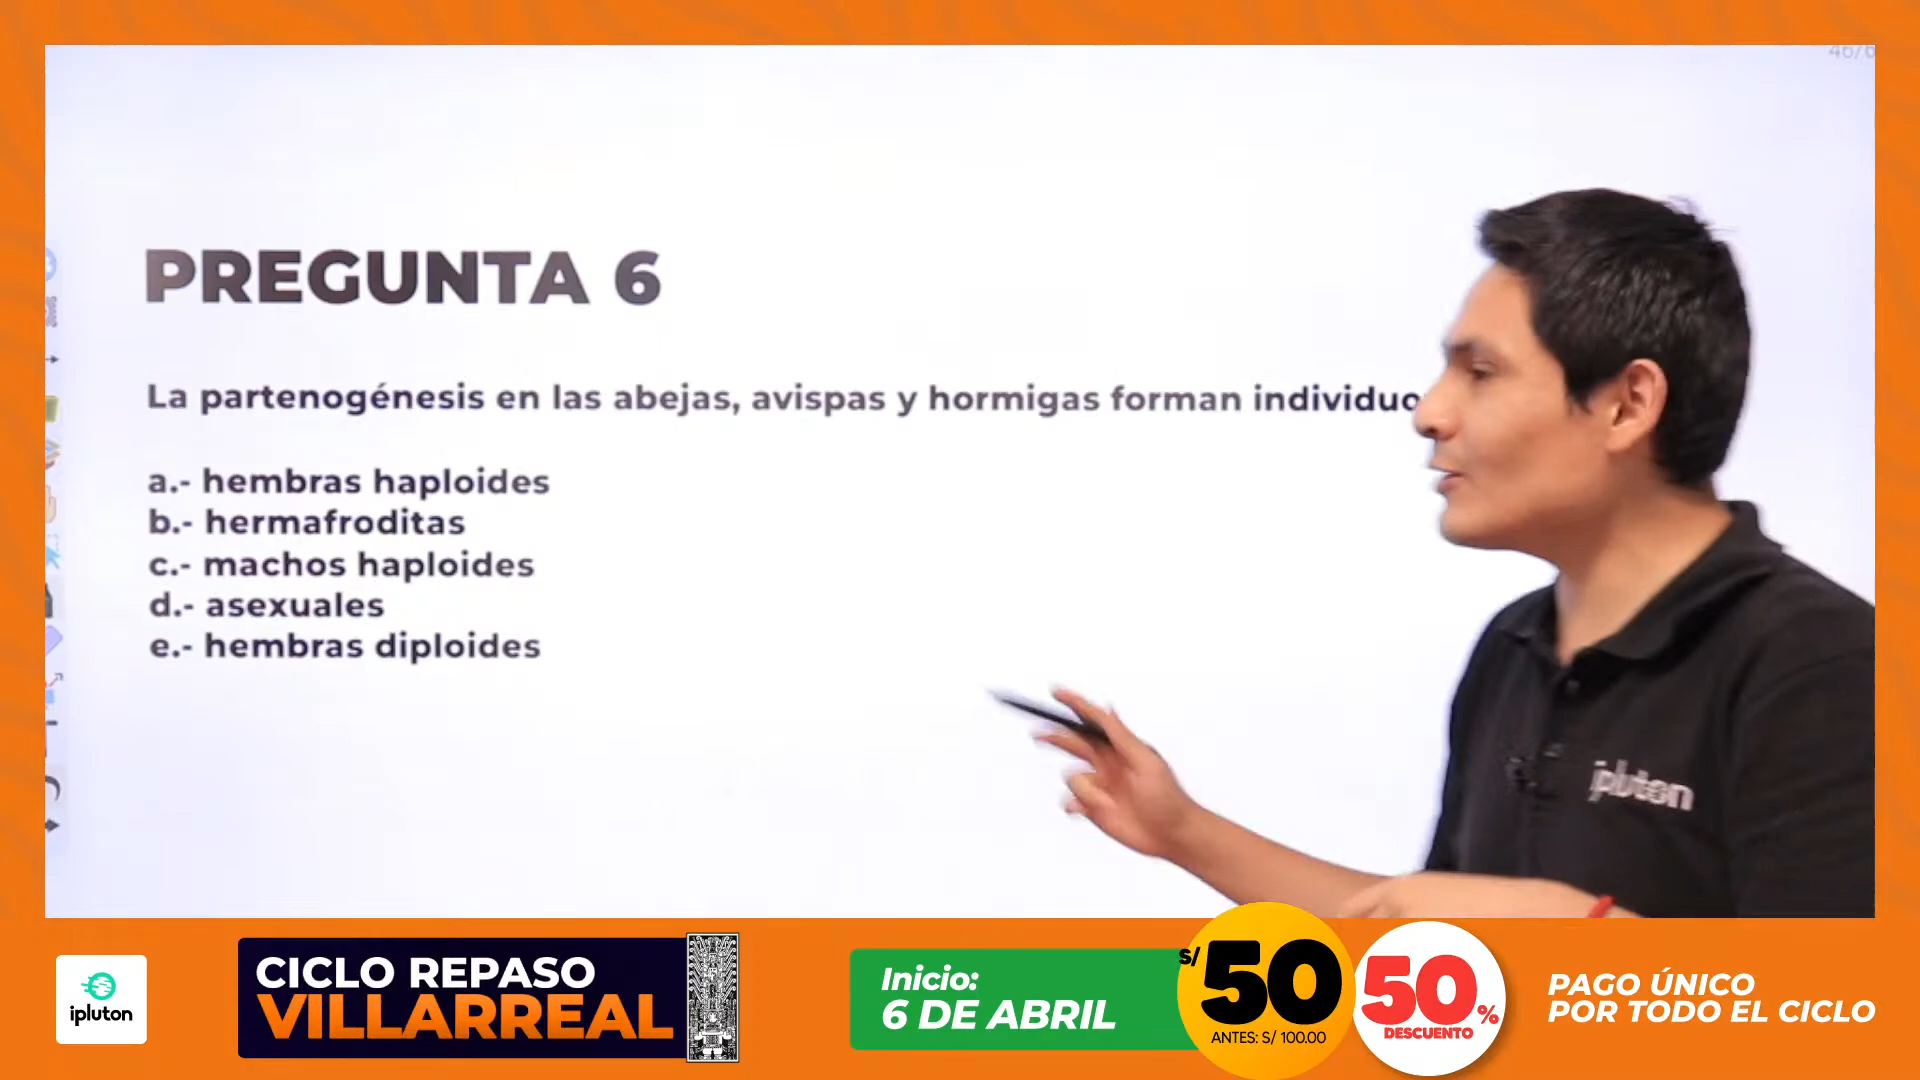 PREGUNTA 6
La partenogénesis en las abejas, avispas y hormigas forman
a.- hembras haploides
b.- hermafroditas
c.- machos haploides
d.- asexuales
e.- hembras diploides
ipluton
ipluton
CICLO REPASO
VILLARREAL
Inicio:
6 DE ABRIL
S/ 50
ANTES: S/ 100.00
50%
DESCUENTO
PAGO ÚNICO
POR TODO EL CICLO